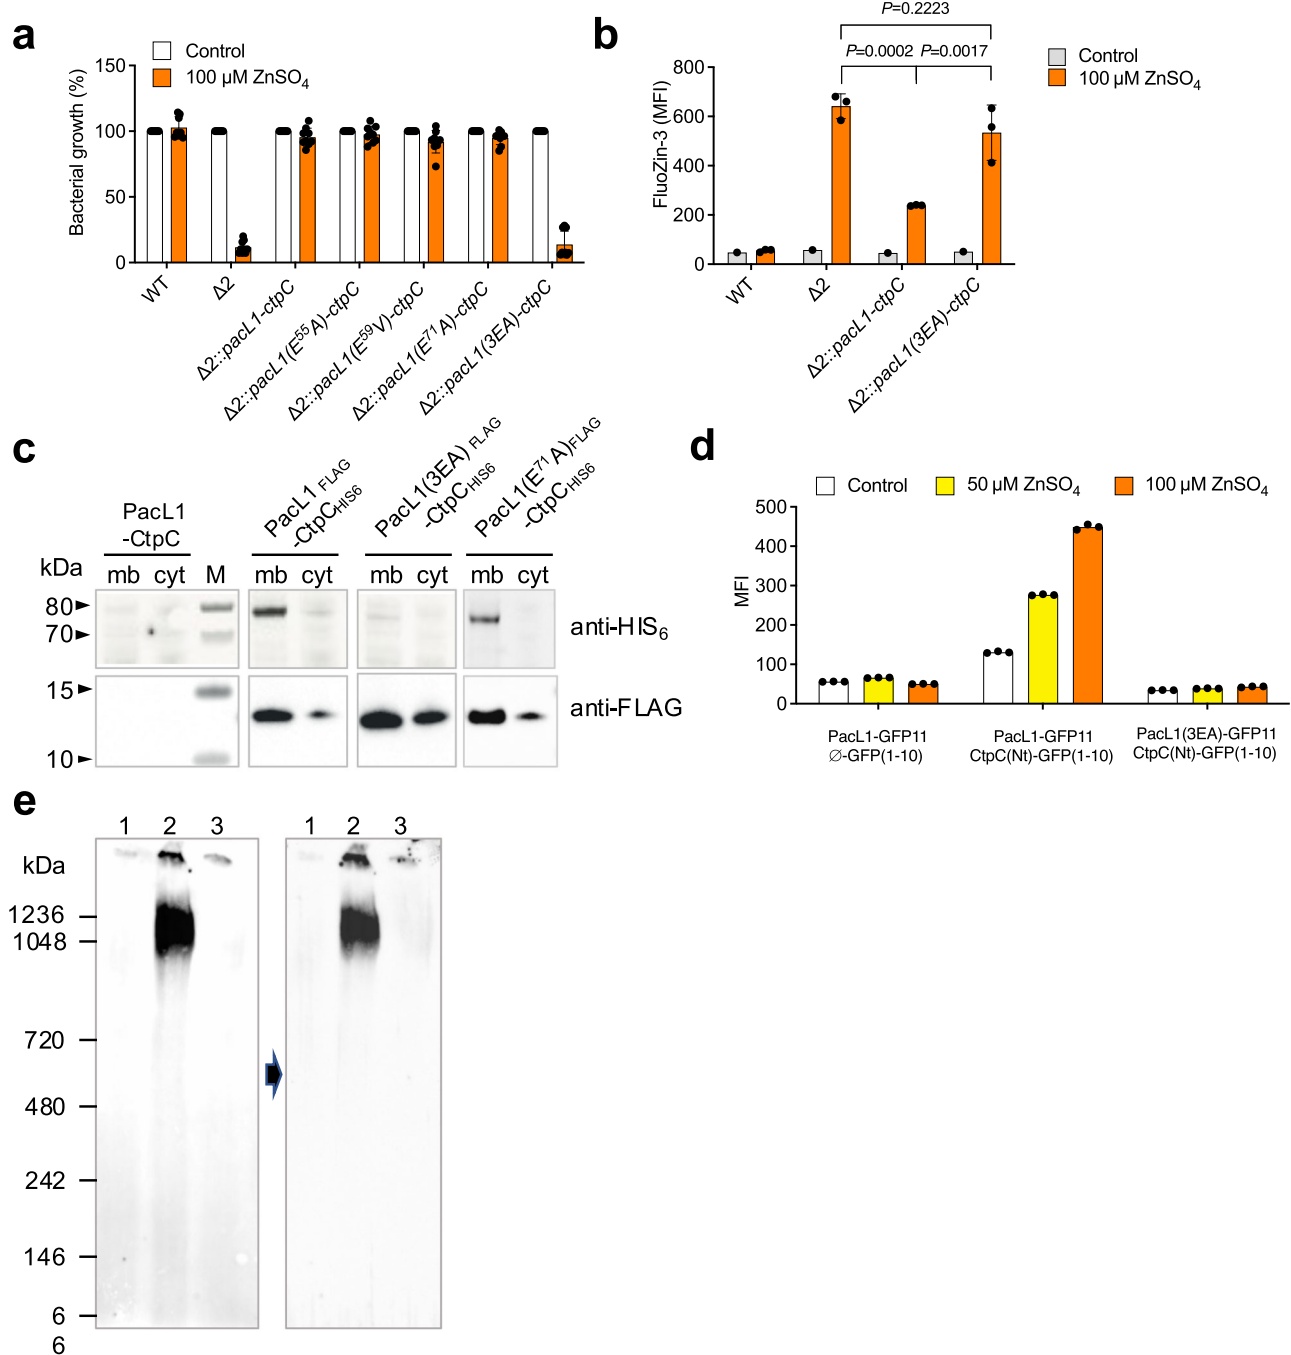 a
Control
100 µM ZnSO4
Bacterial growth (%)
150
100
50
0
WT
Δ2
Δ2::pacL1-ctpC
Δ2::pacL1(E55A)-ctpC
Δ2::pacL1(E59V)-ctpC
Δ2::pacL1(E71A)-ctpC
Δ2::pacL1(3EA)-ctpC
b
P=0.2223
P=0.0002
P=0.0017
Control
100 µM ZnSO4
FluoZin-3 (MFI)
800
600
400
200
0
WT
Δ2
Δ2::pacL1-ctpC
Δ2::pacL1(3EA)-ctpC
c
PacL1
-CtpC
PacL1 FLAG
-CtpCHIS6
PacL1(3EA) FLAG
-CtpCHIS6
PacL1(E71A)FLAG
-CtpCHIS6
kDa
mb cyt M mb cyt mb cyt mb cyt
80
70
anti-HIS6
15
10
anti-FLAG
d
Control
50 µM ZnSO4
100 µM ZnSO4
MFI
500
400
300
200
100
0
PacL1-GFP11
∅-GFP(1-10)
PacL1-GFP11
CtpC(Nt)-GFP(1-10)
PacL1(3EA)-GFP11
CtpC(Nt)-GFP(1-10)
e
1 2 3
1 2 3
kDa
1236
1048
720
480
242
146
6
6